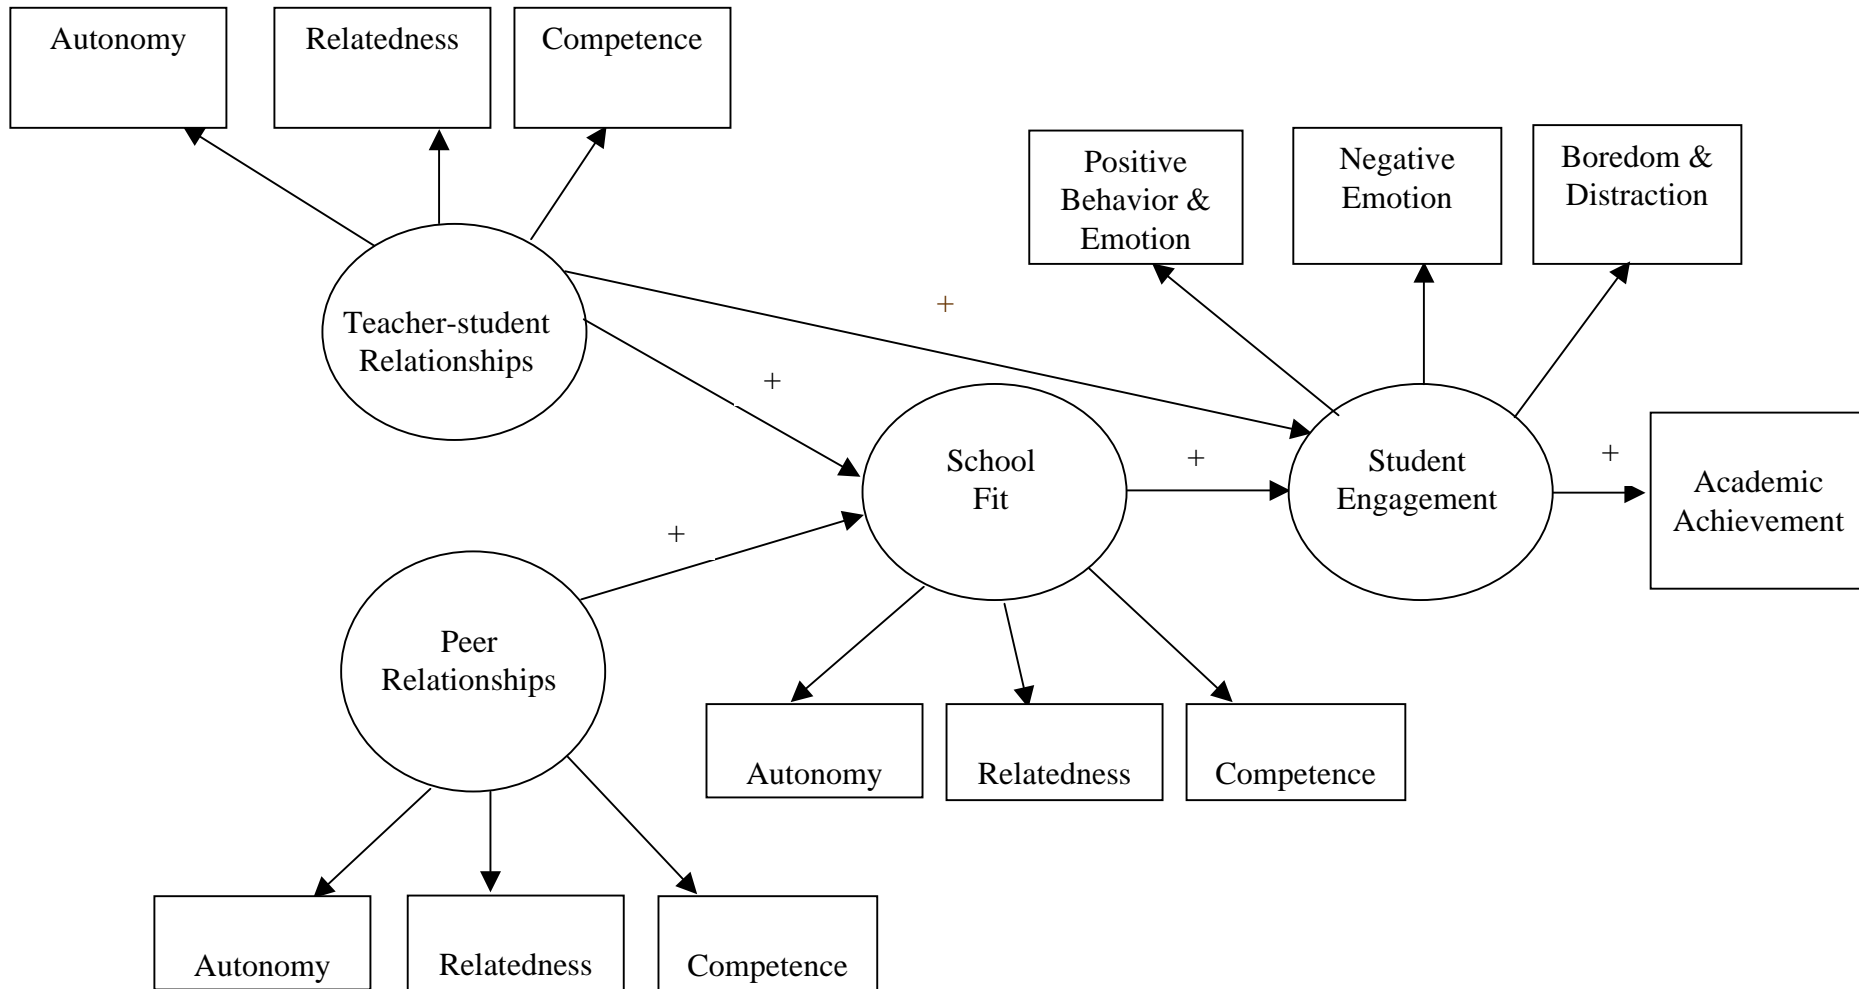 Autonomy
Relatedness
Competence
Positive
Behavior &
Emotion
Negative
Emotion
Boredom &
Distraction
+
Teacher-student
Relationships
+
School
Fit
+
Student
Engagement
+
Academic
Achievement
+
Peer
Relationships
Autonomy
Relatedness
Competence
Autonomy
Relatedness
Competence